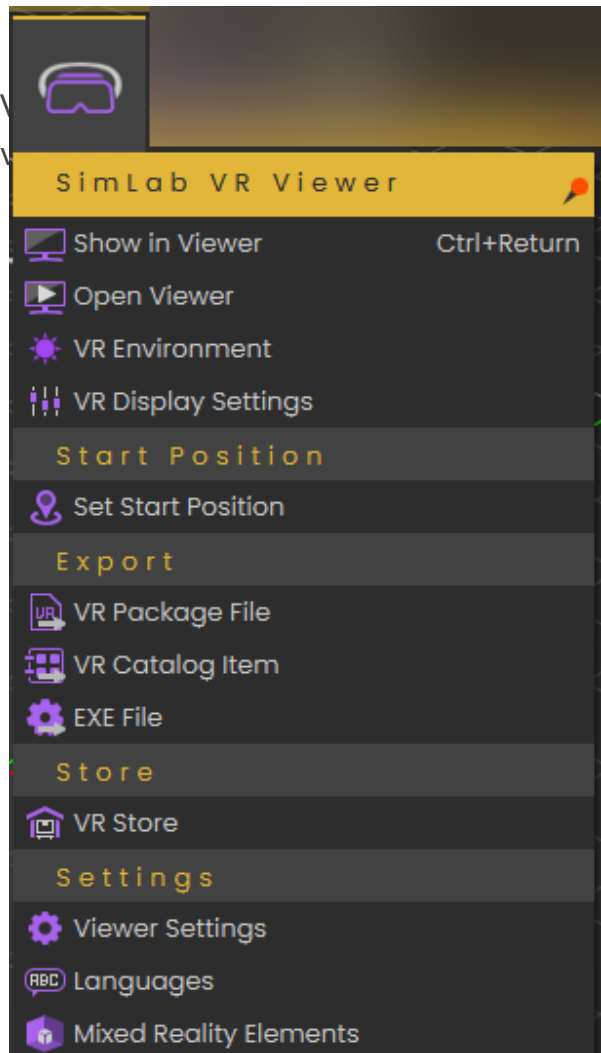 SimLab VR Viewer
Show in Viewer Ctrl+Return
Open Viewer
VR Environment
VR Display Settings
Start Position
Set Start Position
Export
VR Package File
VR Catalog Item
EXE File
Store
VR Store
Settings
Viewer Settings
ABC Languages
Mixed Reality Elements